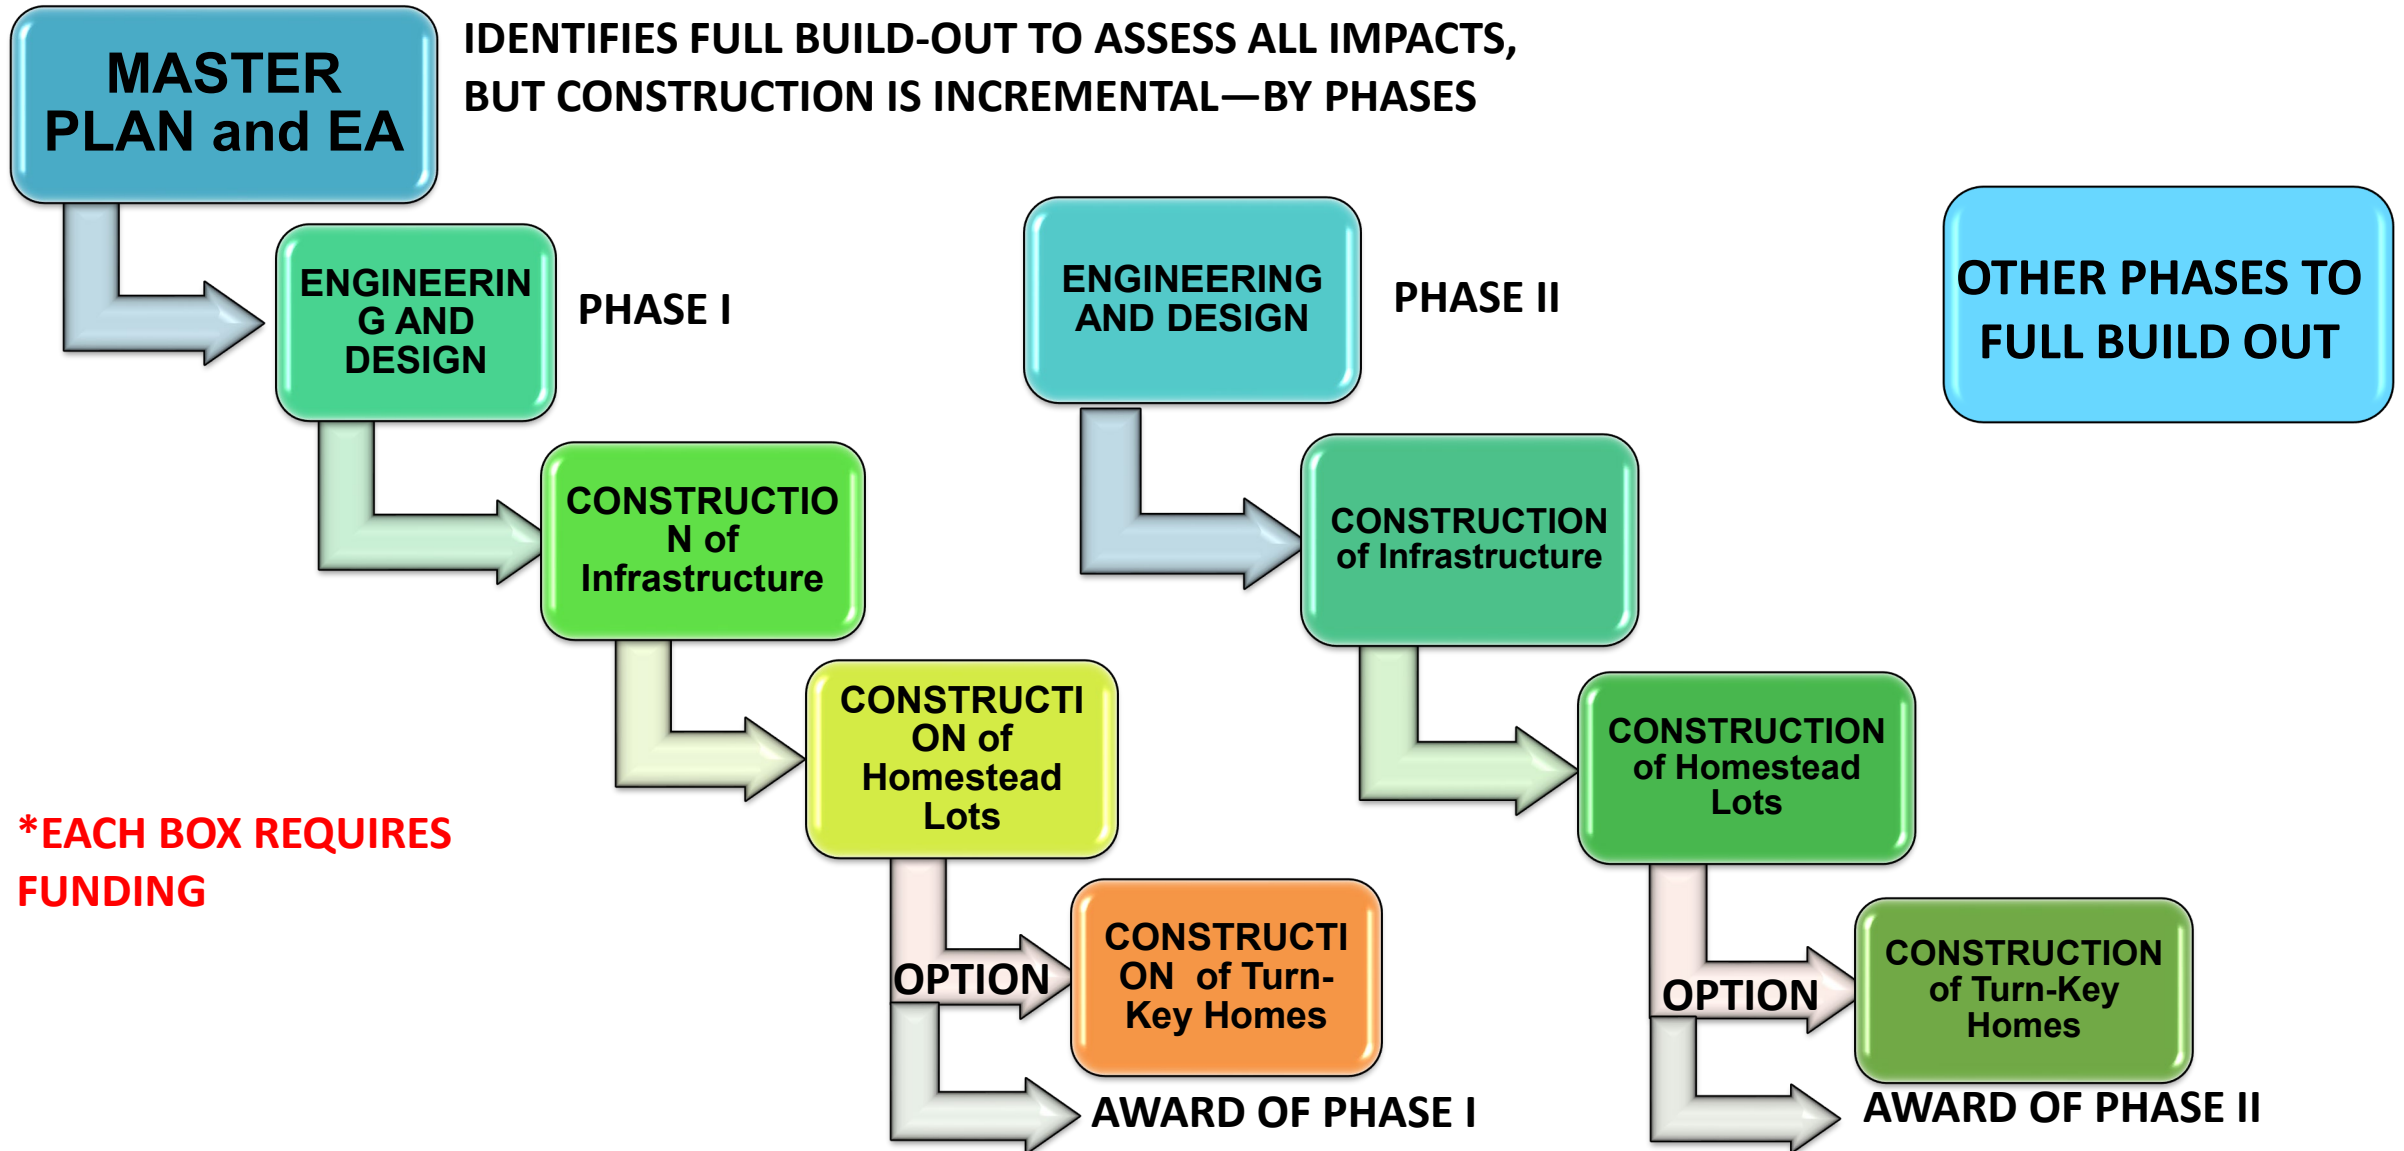 MASTER
PLAN and EA
IDENTIFIES FULL BUILD-OUT TO ASSESS ALL IMPACTS,
BUT CONSTRUCTION IS INCREMENTAL—BY PHASES
ENGINEERIN
G AND
DESIGN
PHASE I
CONSTRUCTIO
N of
Infrastructure
CONSTRUCTI
ON of
Homestead
Lots
OPTION
CONSTRUCTI
ON of Turn-
Key Homes
AWARD OF PHASE I
ENGINEERING
AND DESIGN
PHASE II
CONSTRUCTION
of Infrastructure
CONSTRUCTION
of Homestead
Lots
OPTION
CONSTRUCTION
of Turn-Key
Homes
AWARD OF PHASE II
OTHER PHASES TO
FULL BUILD OUT
*EACH BOX REQUIRES
FUNDING